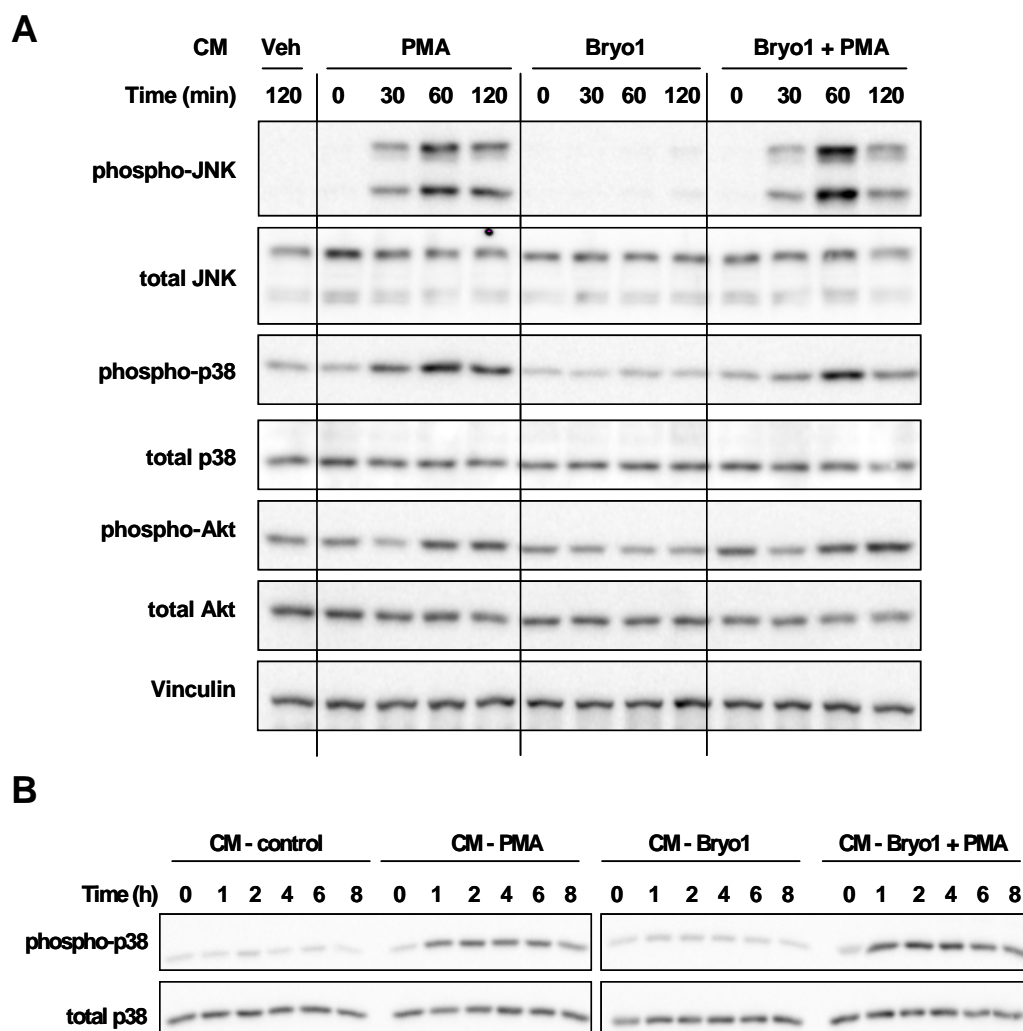 A
CM Veh PMA Bryo1 Bryo1 + PMA
Time (min) 120 0 30 60 120 0 30 60 120 0 30 60 120
phospho-JNK
total JNK
phospho-p38
total p38
phospho-Akt
total Akt
Vinculin
B
CM - control CM - PMA CM - Bryo1 CM - Bryo1 + PMA
Time (h) 0 1 2 4 6 8 0 1 2 4 6 8 0 1 2 4 6 8 0 1 2 4 6 8
phospho-p38
total p38